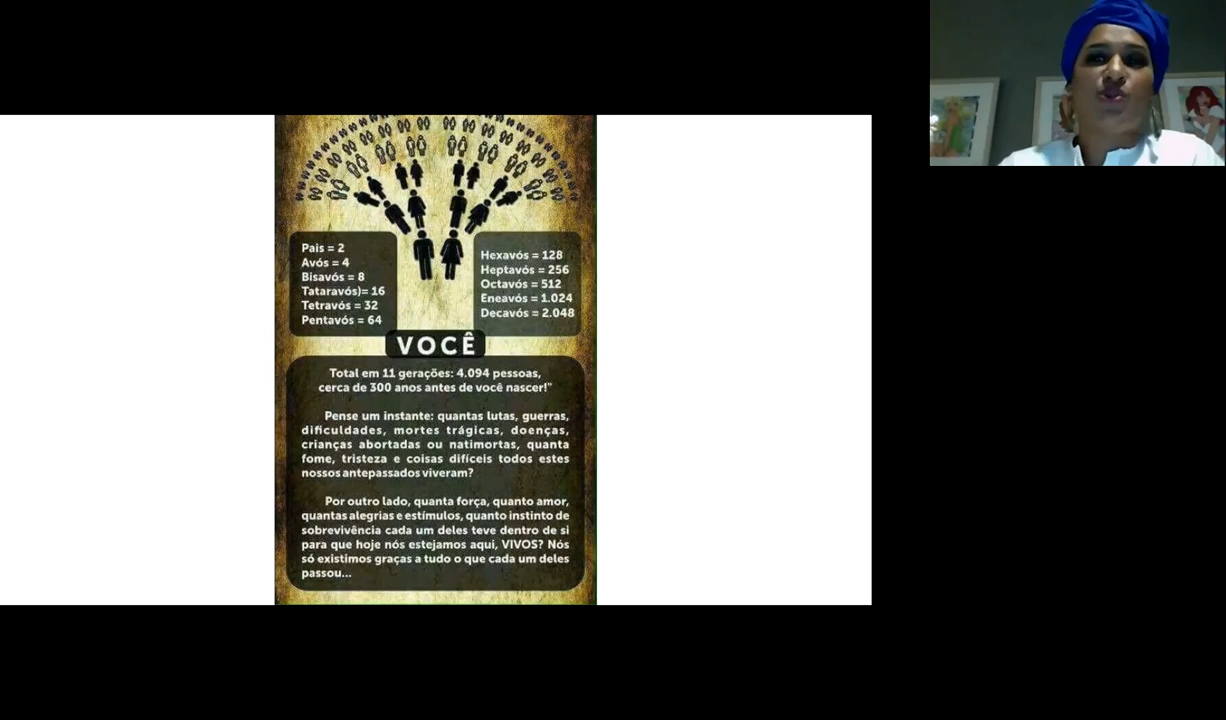 Pais = 2
Avós = 4
Bisavós = 8
Tataravós)= 16
Tetravós = 32
Pentavós = 64
Hexavós = 128
Heptavós = 256
Octavós = 512
Eneavós = 1.024
Decavós = 2.048
VOCÊ
Total em 11 gerações: 4.094 pessoas,
cerca de 300 anos antes de você nascer!"
Pense um instante: quantas lutas, guerras,
dificuldades, mortes trágicas, doenças,
crianças abortadas ou natimortas, quanta
fome, tristeza e coisas difíceis todos estes
nossos antepassados viveram?
Por outro lado, quanta força, quanto amor,
quantas alegrias e estímulos, quanto instinto de
sobrevivência cada um deles teve dentro de si
para que hoje nós estejamos aqui, VIVOS? Nós
só existimos graças a tudo o que cada um deles
passou...